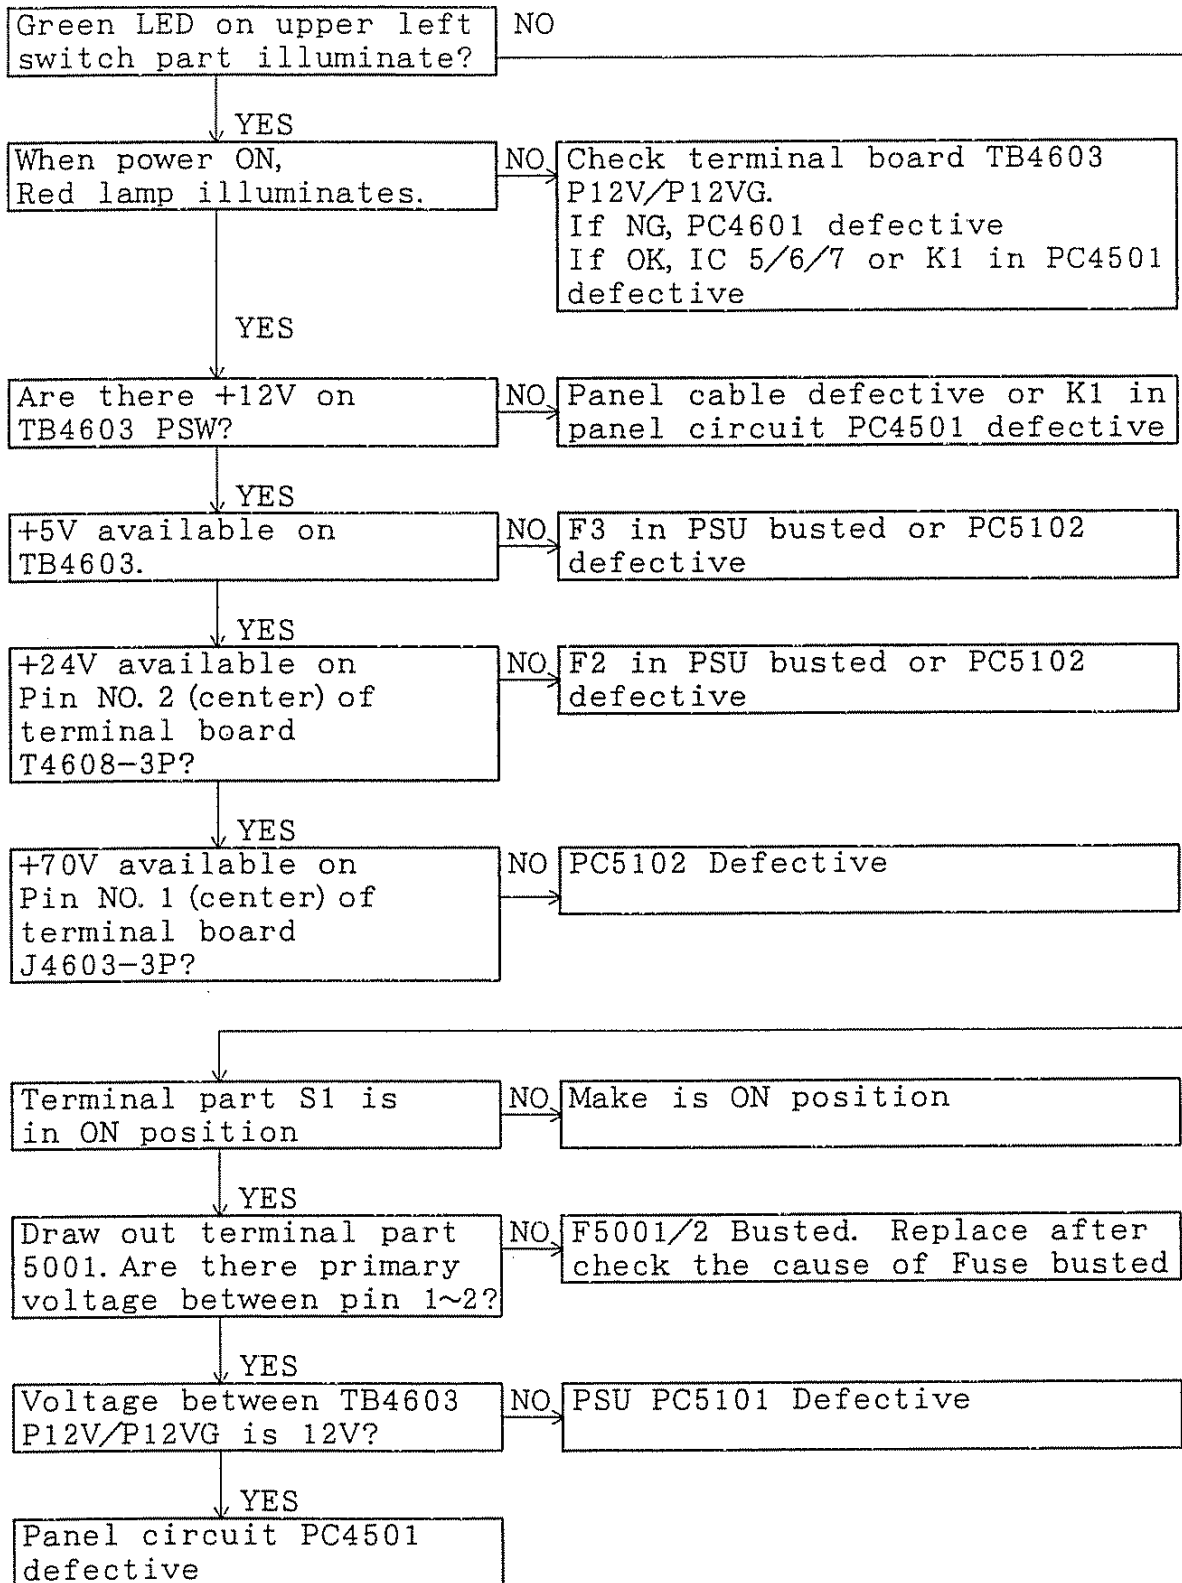 Green LED on upper left
switch part illuminate?
NO
YES
When power ON,
Red lamp illuminates.
NO
Check terminal board TB4603
P12V/P12VG.
If NG, PC4601 defective
If OK, IC 5/6/7 or K1 in PC4501
defective
YES
Are there +12V on
TB4603 PSW?
NO
Panel cable defective or K1 in
panel circuit PC4501 defective
YES
+5V available on
TB4603.
NO
F3 in PSU busted or PC5102
defective
YES
+24V available on
Pin NO. 2 (center) of
terminal board
T4608-3P?
NO
F2 in PSU busted or PC5102
defective
YES
+70V available on
Pin NO. 1 (center) of
terminal board
J4603-3P?
NO
PC5102 Defective
Terminal part S1 is
in ON position
NO
Make is ON position
YES
Draw out terminal part
5001. Are there primary
voltage between pin 1~2?
NO
F5001/2 Busted. Replace after
check the cause of Fuse busted
YES
Voltage between TB4603
P12V/P12VG is 12V?
NO
PSU PC5101 Defective
YES
Panel circuit PC4501
defective